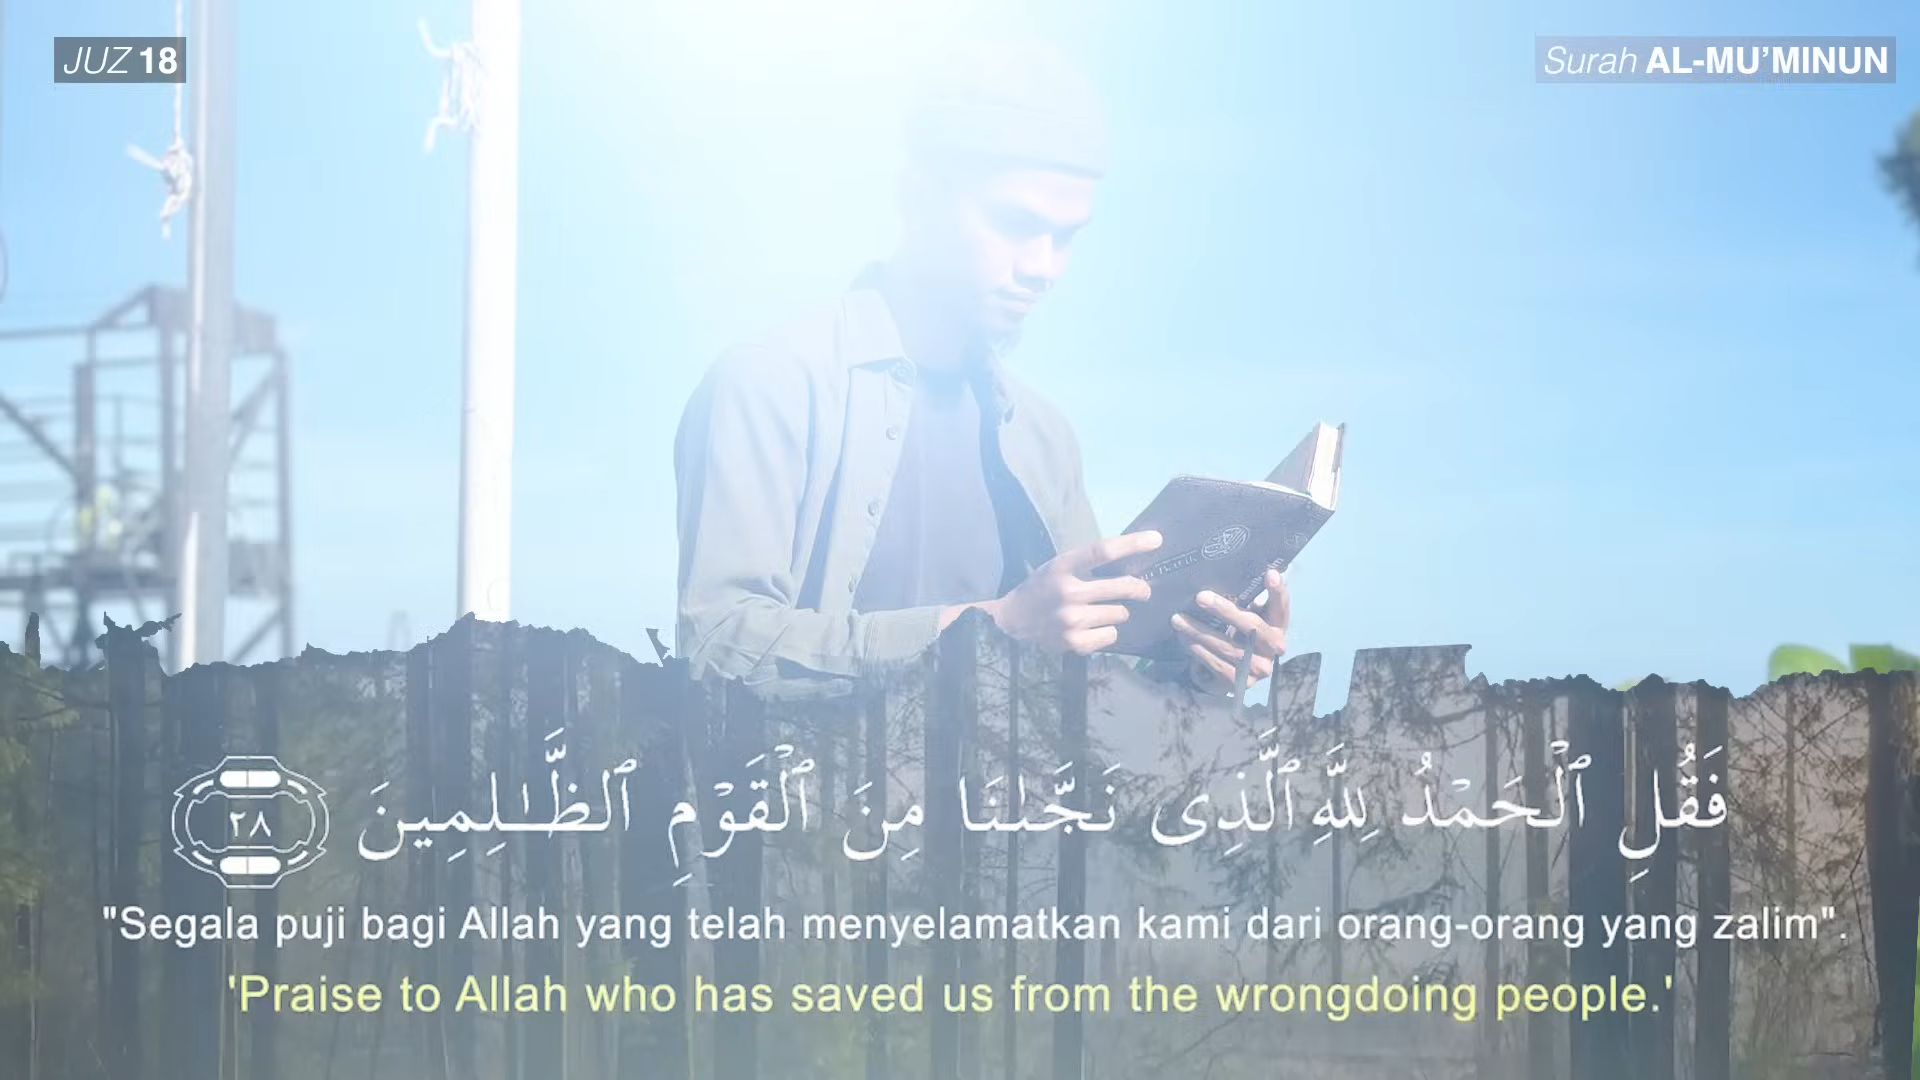 JUZ 18
Surah AL-MU’MINUN
فَقُلِ ٱلْحَمْدُ لِلَّهِ ٱلَّذِى نَجَّىٰنَا مِنَ ٱلْقَوْمِ ٱلظَّـٰلِمِينَ ٢٨
"Segala puji bagi Allah yang telah menyelamatkan kami dari orang-orang yang zalim".
'Praise to Allah who has saved us from the wrongdoing people.'